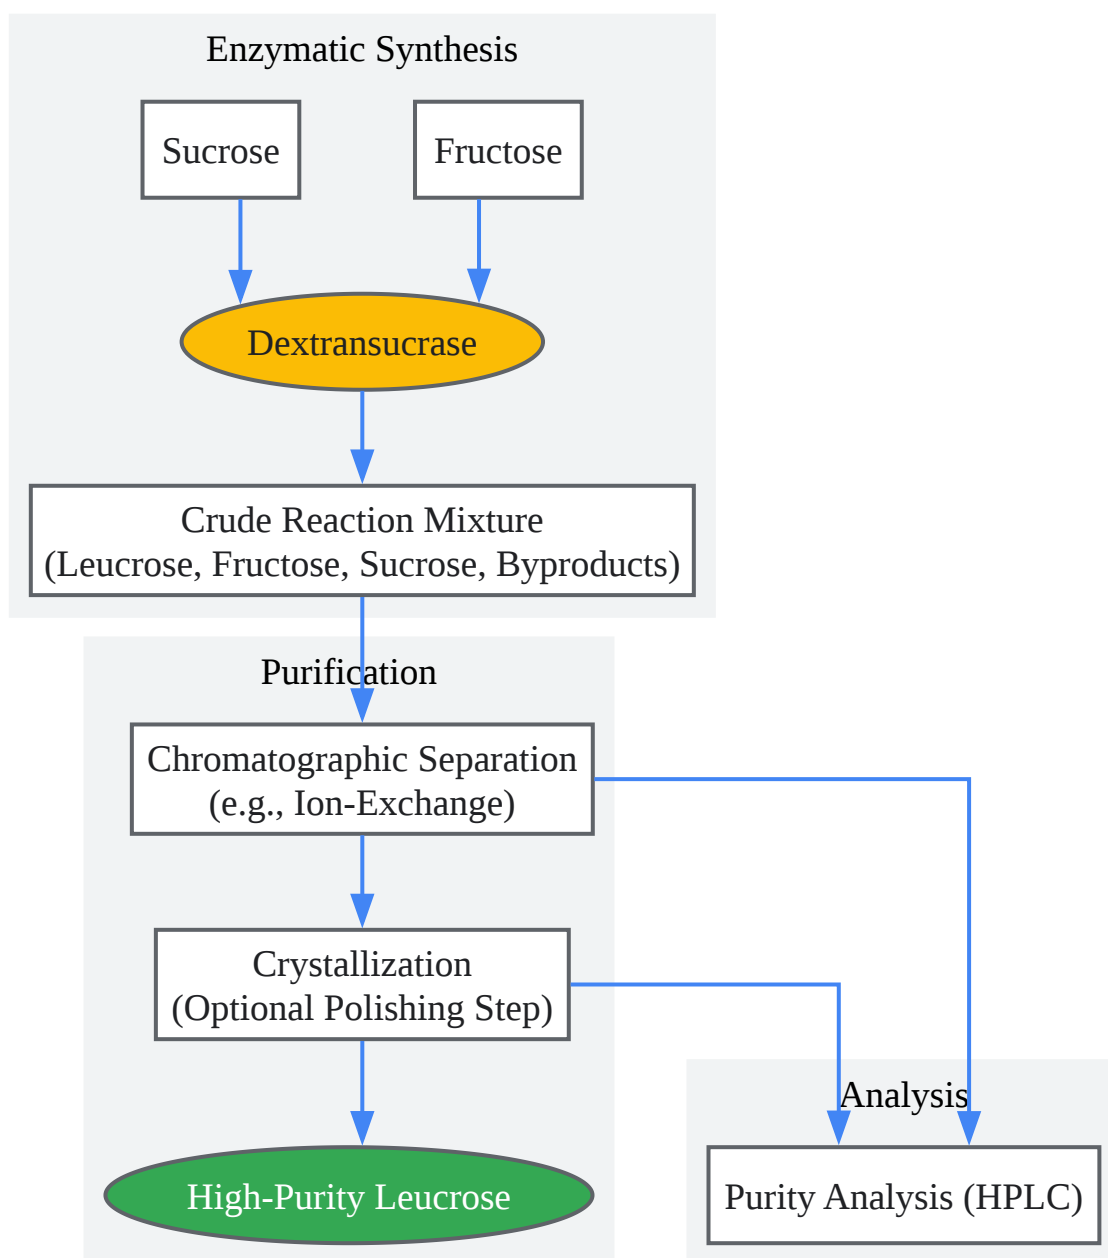 Enzymatic Synthesis
Sucrose
Fructose
Dextransucrase
Crude Reaction Mixture
(Leucrose, Fructose, Sucrose, Byproducts)
Purification
Chromatographic Separation
(e.g., Ion-Exchange)
Crystallization
(Optional Polishing Step)
High-Purity Leucrose
Analysis
Purity Analysis (HPLC)